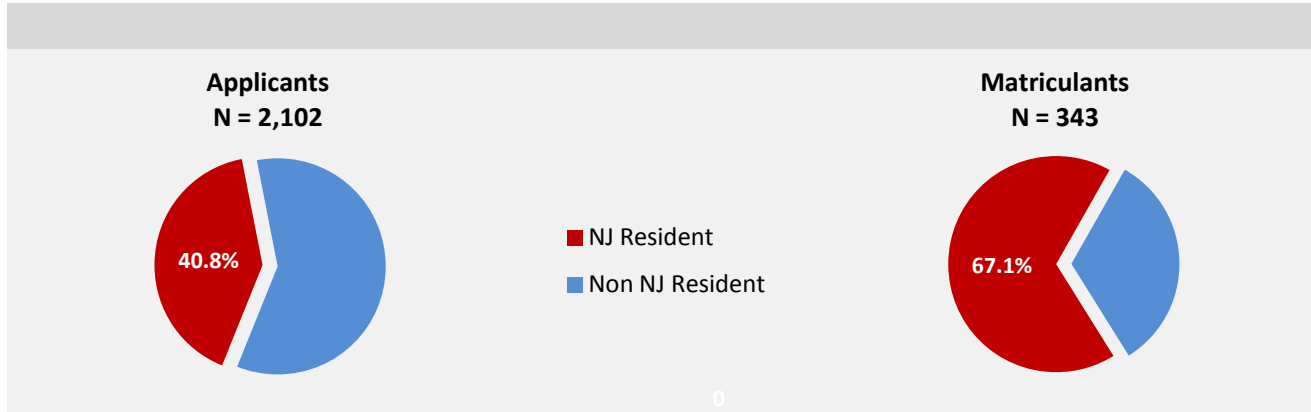 Applicants
N = 2,102
Matriculants
N = 343
40.8%
NJ Resident
Non NJ Resident
67.1%
0